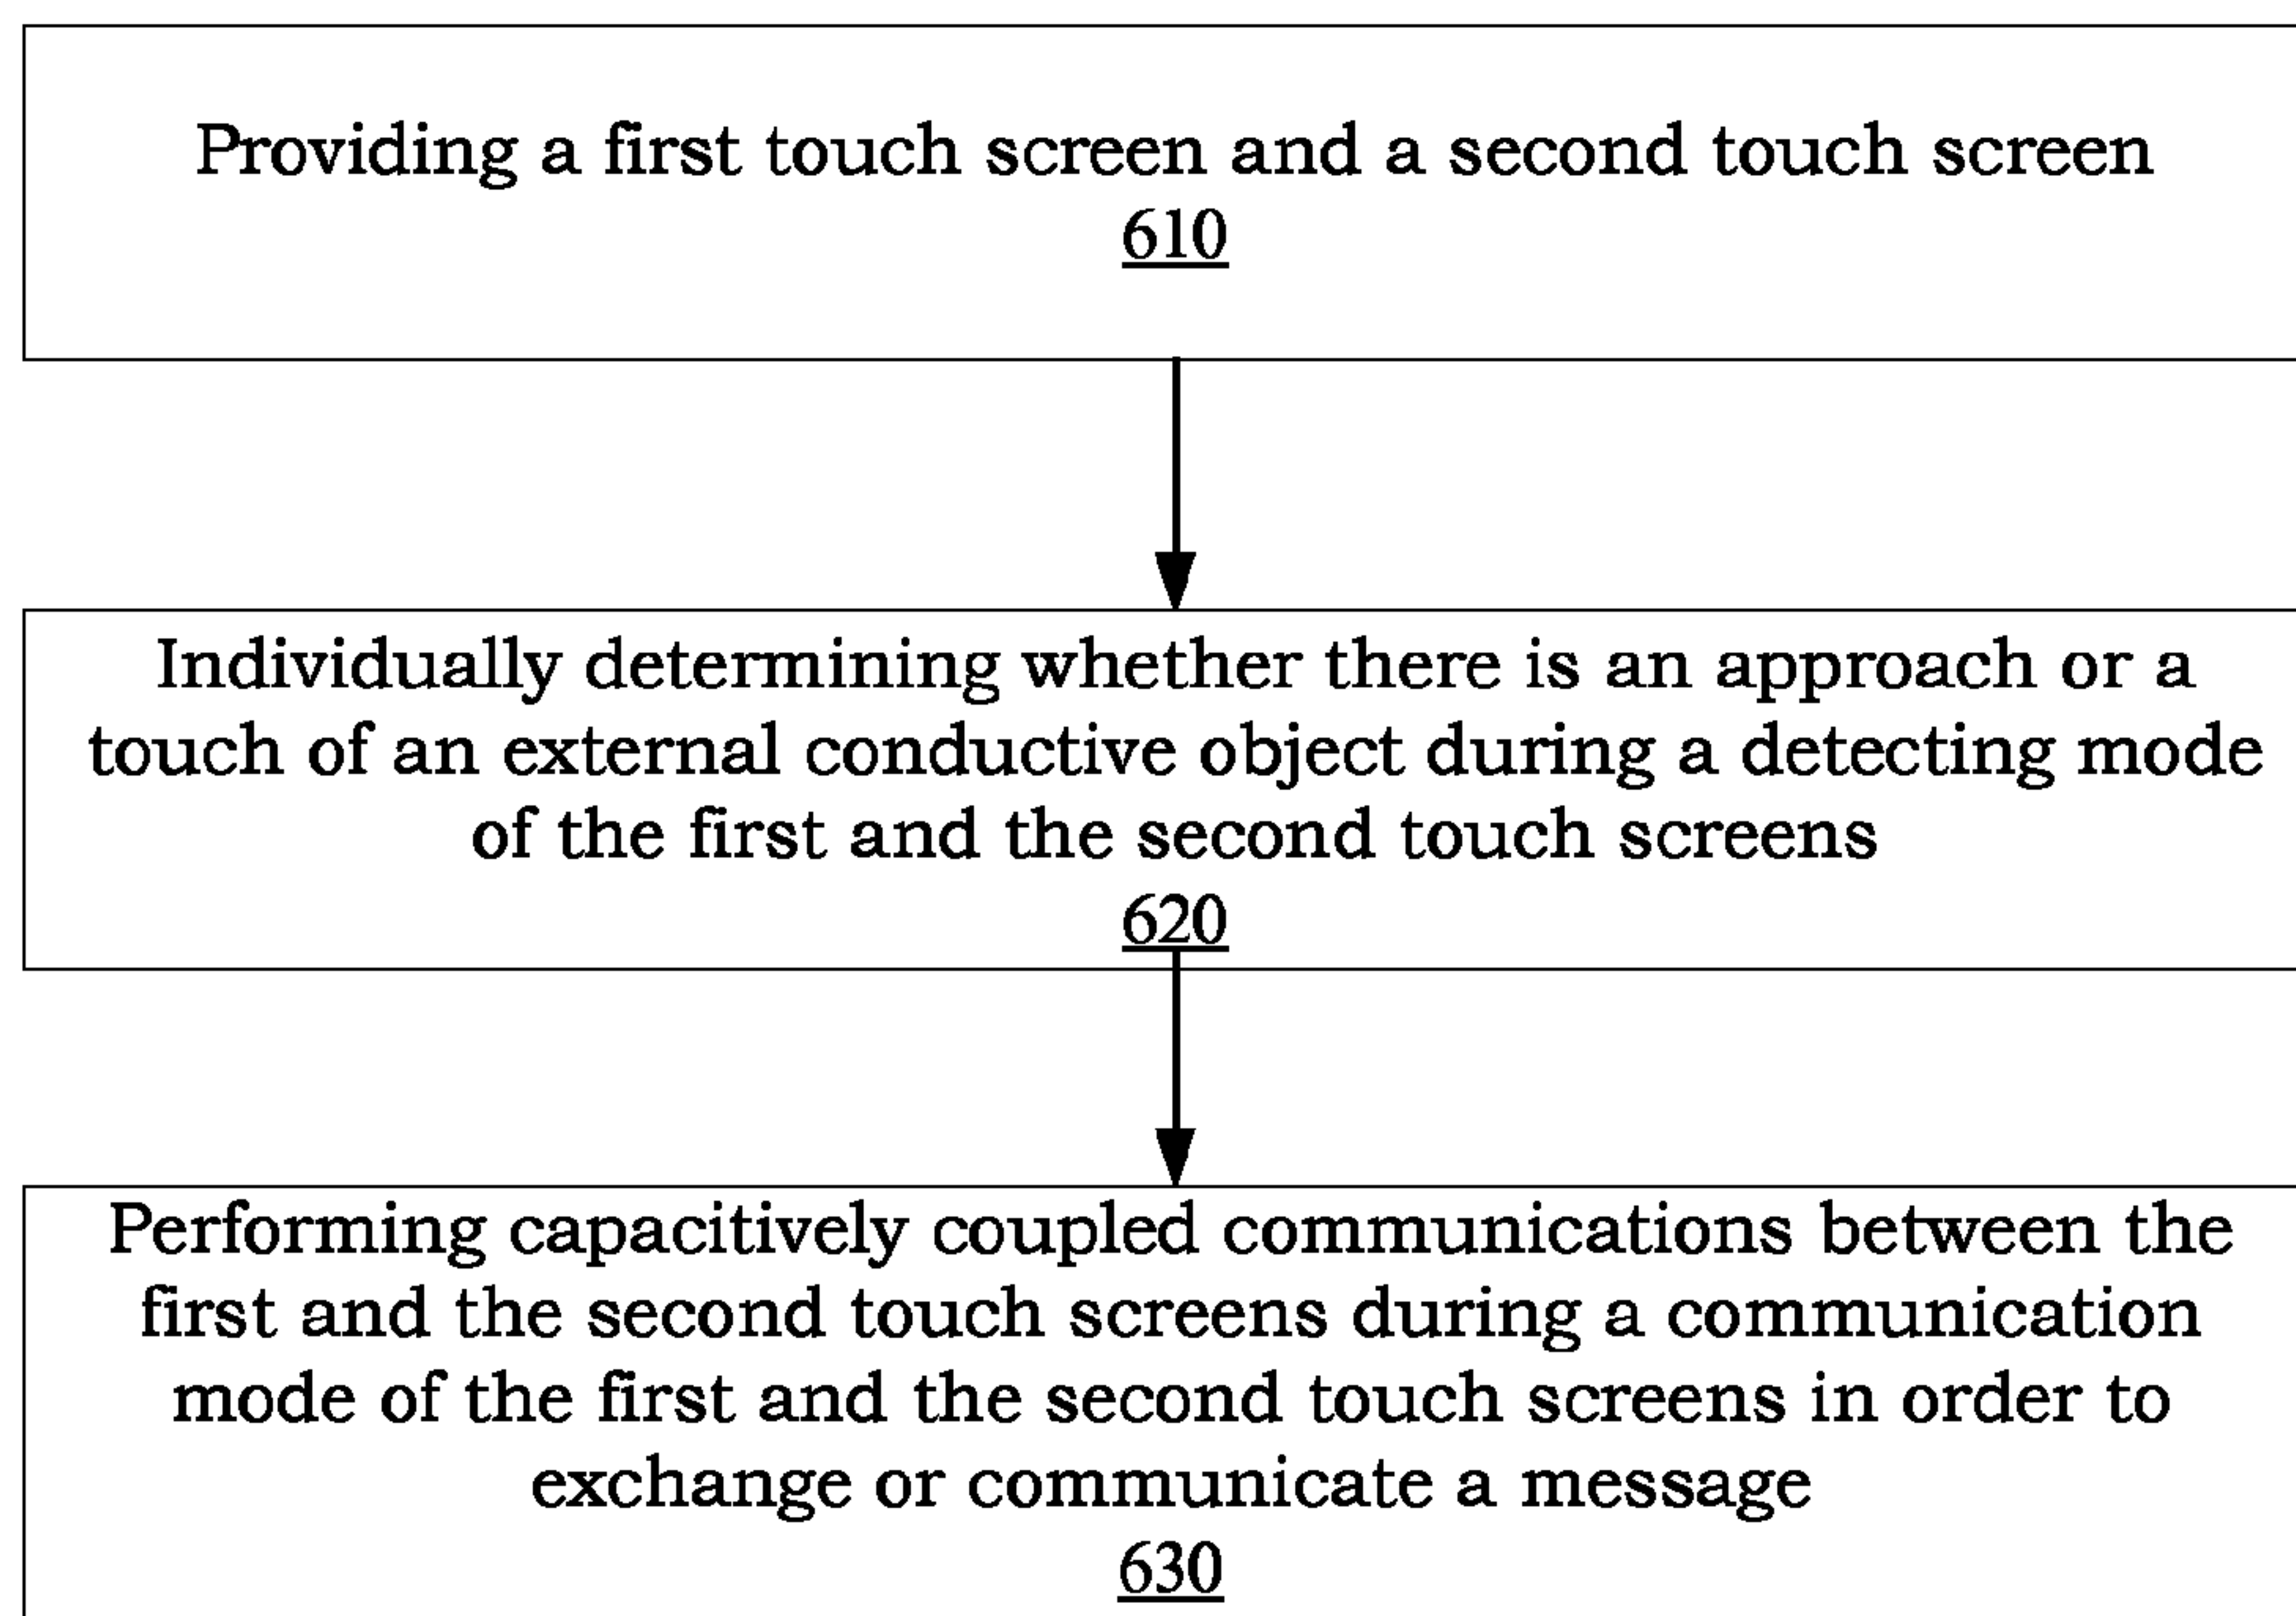 Providing a first touch screen and a second touch screen
610
Individually determining whether there is an approach or a
touch of an external conductive object during a detecting mode
of the first and the second touch screens
620
Performing capacitively coupled communications between the
first and the second touch screens during a communication
mode of the first and the second touch screens in order to
exchange or communicate a message
630